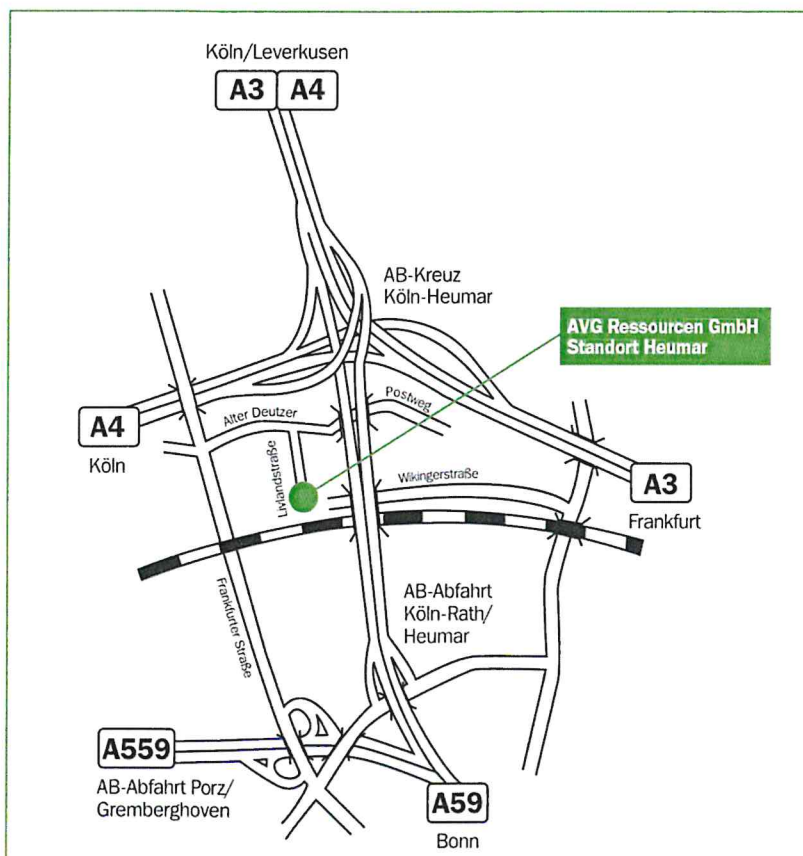 Köln/Leverkusen
A3 A4
AB-Kreuz
Köln-Heumar
AVG Ressourcen GmbH
Standort Heumar
A4
Köln
Alter Deutzer
Postweg
Livlandstraße
Wikingerstraße
A3
Frankfurt
Frankfurter Straße
AB-Abfahrt
Köln-Rath/
Heumar
A559
AB-Abfahrt Porz/
Gremberghoven
A59
Bonn